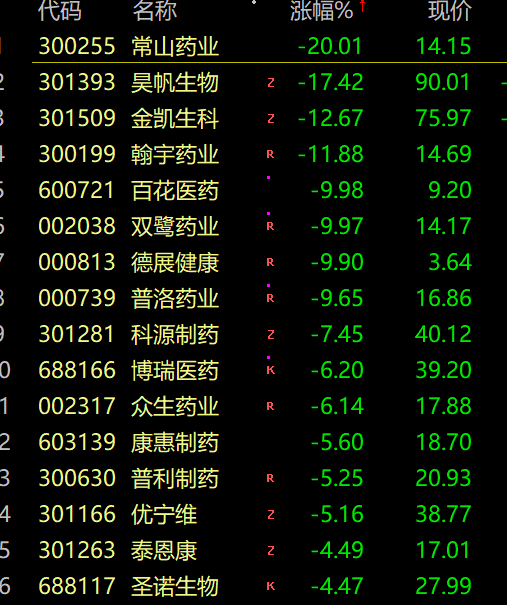 代码 名称 涨幅%↑ 现价
300255 常山药业 -20.01 14.15
2 301393 昊帆生物 Z -17.42 90.01 -
3 301509 金凯生科 Z -12.67 75.97 -
4 300199 翰宇药业 R -11.88 14.69
5 600721 百花医药 -9.98 9.20
6 002038 双鹭药业 R -9.97 14.17
7 000813 德展健康 R -9.90 3.64
8 000739 普洛药业 R -9.65 16.86
9 301281 科源制药 Z -7.45 40.12
0 688166 博瑞医药 K -6.20 39.20
1 002317 众生药业 R -6.14 17.88
2 603139 康惠制药 -5.60 18.70
3 300630 普利制药 R -5.25 20.93
4 301166 优宁维 Z -5.16 38.77
5 301263 泰恩康 Z -4.49 17.01
6 688117 圣诺生物 K -4.47 27.99